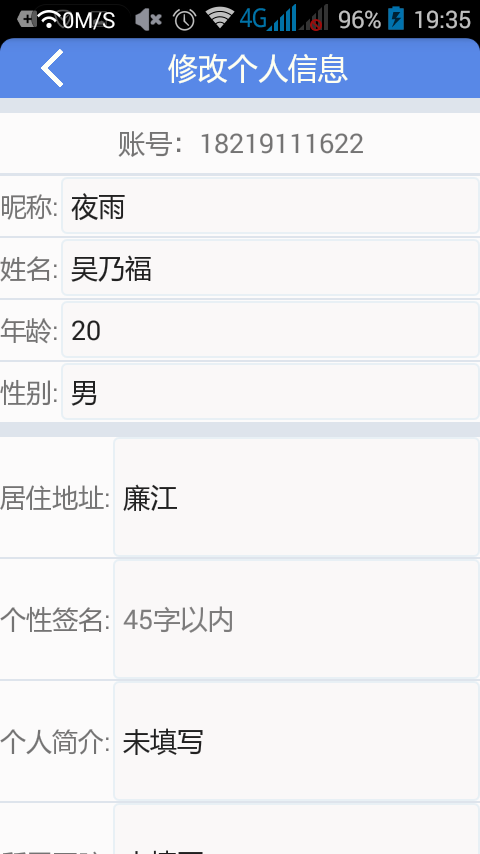 0M/S 4G 96% 19:35
修改个人信息
账号：18219111622
昵称: 夜雨
姓名: 吴乃福
年龄: 20
性别: 男
居住地址: 廉江
个性签名: 45字以内
个人简介: 未填写